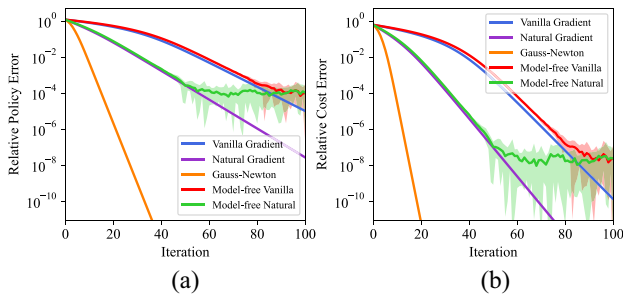 Relative Policy Error
10^0
10^-2
10^-4
10^-6
10^-8
10^-10
0 20 40 60 80 100
Iteration
Vanilla Gradient
Natural Gradient
Gauss-Newton
Model-free Vanilla
Model-free Natural
(a)
Relative Cost Error
10^0
10^-2
10^-4
10^-6
10^-8
10^-10
0 20 40 60 80 100
Iteration
Vanilla Gradient
Natural Gradient
Gauss-Newton
Model-free Vanilla
Model-free Natural
(b)